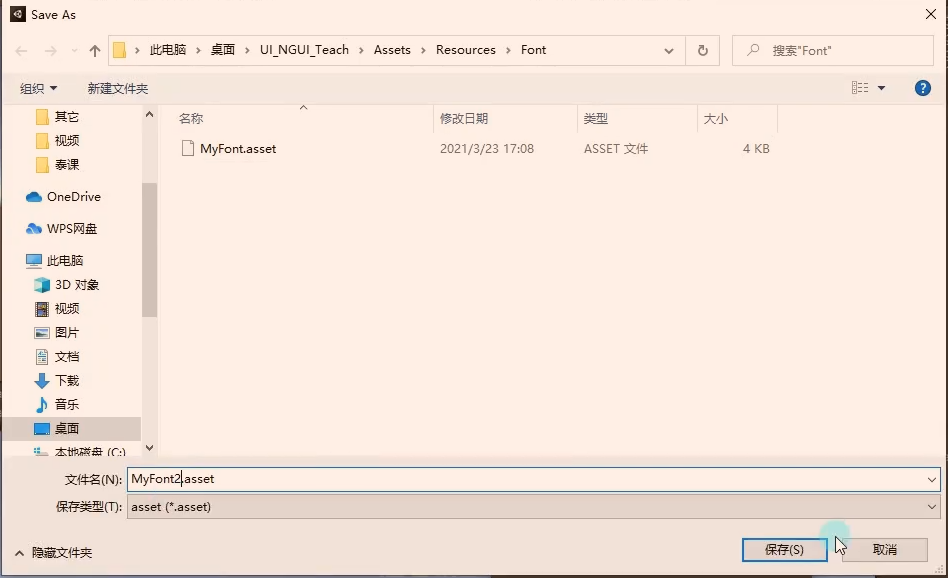 Save As
此电脑 › 桌面 › UI_NGUI_Teach › Assets › Resources › Font
搜索"Font"
组织 新建文件夹
名称 修改日期 类型 大小
MyFont.asset 2021/3/23 17:08 ASSET 文件 4 KB
其它
视频
泰课
OneDrive
WPS网盘
此电脑
3D 对象
视频
图片
文档
下载
音乐
桌面
本地磁盘 (C:)
文件名(N): MyFont2.asset
保存类型(T): asset (*.asset)
隐藏文件夹 保存(S) 取消